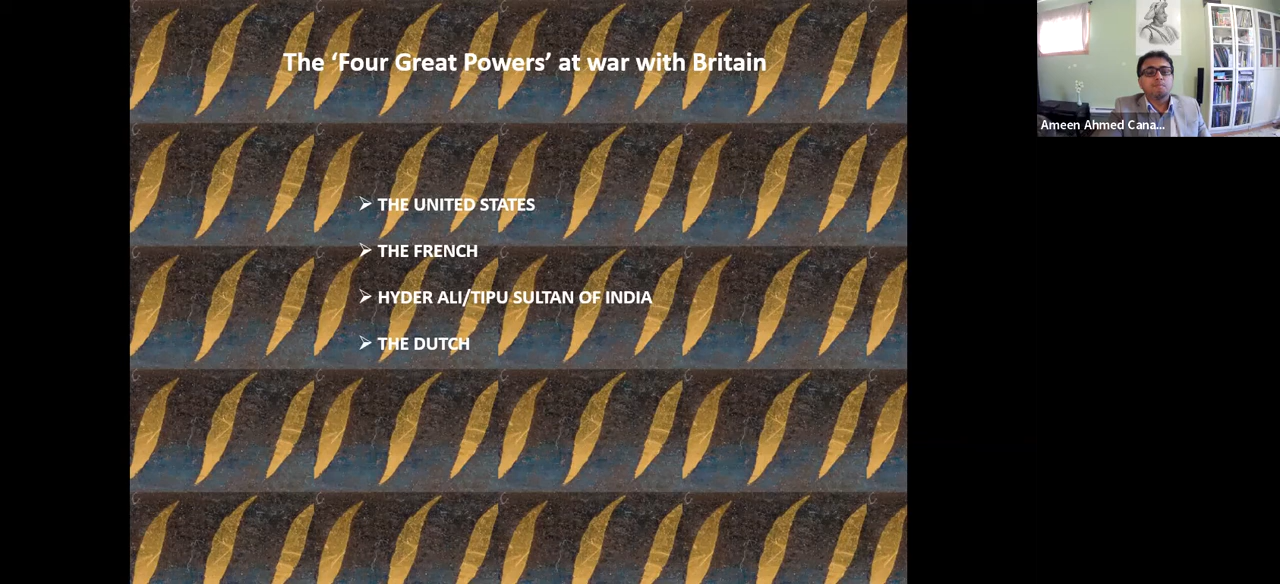 The ‘Four Great Powers’ at war with Britain
➢ THE UNITED STATES
➢ THE FRENCH
➢ HYDER ALI/TIPU SULTAN OF INDIA
➢ THE DUTCH
Ameen Ahmed Cana...